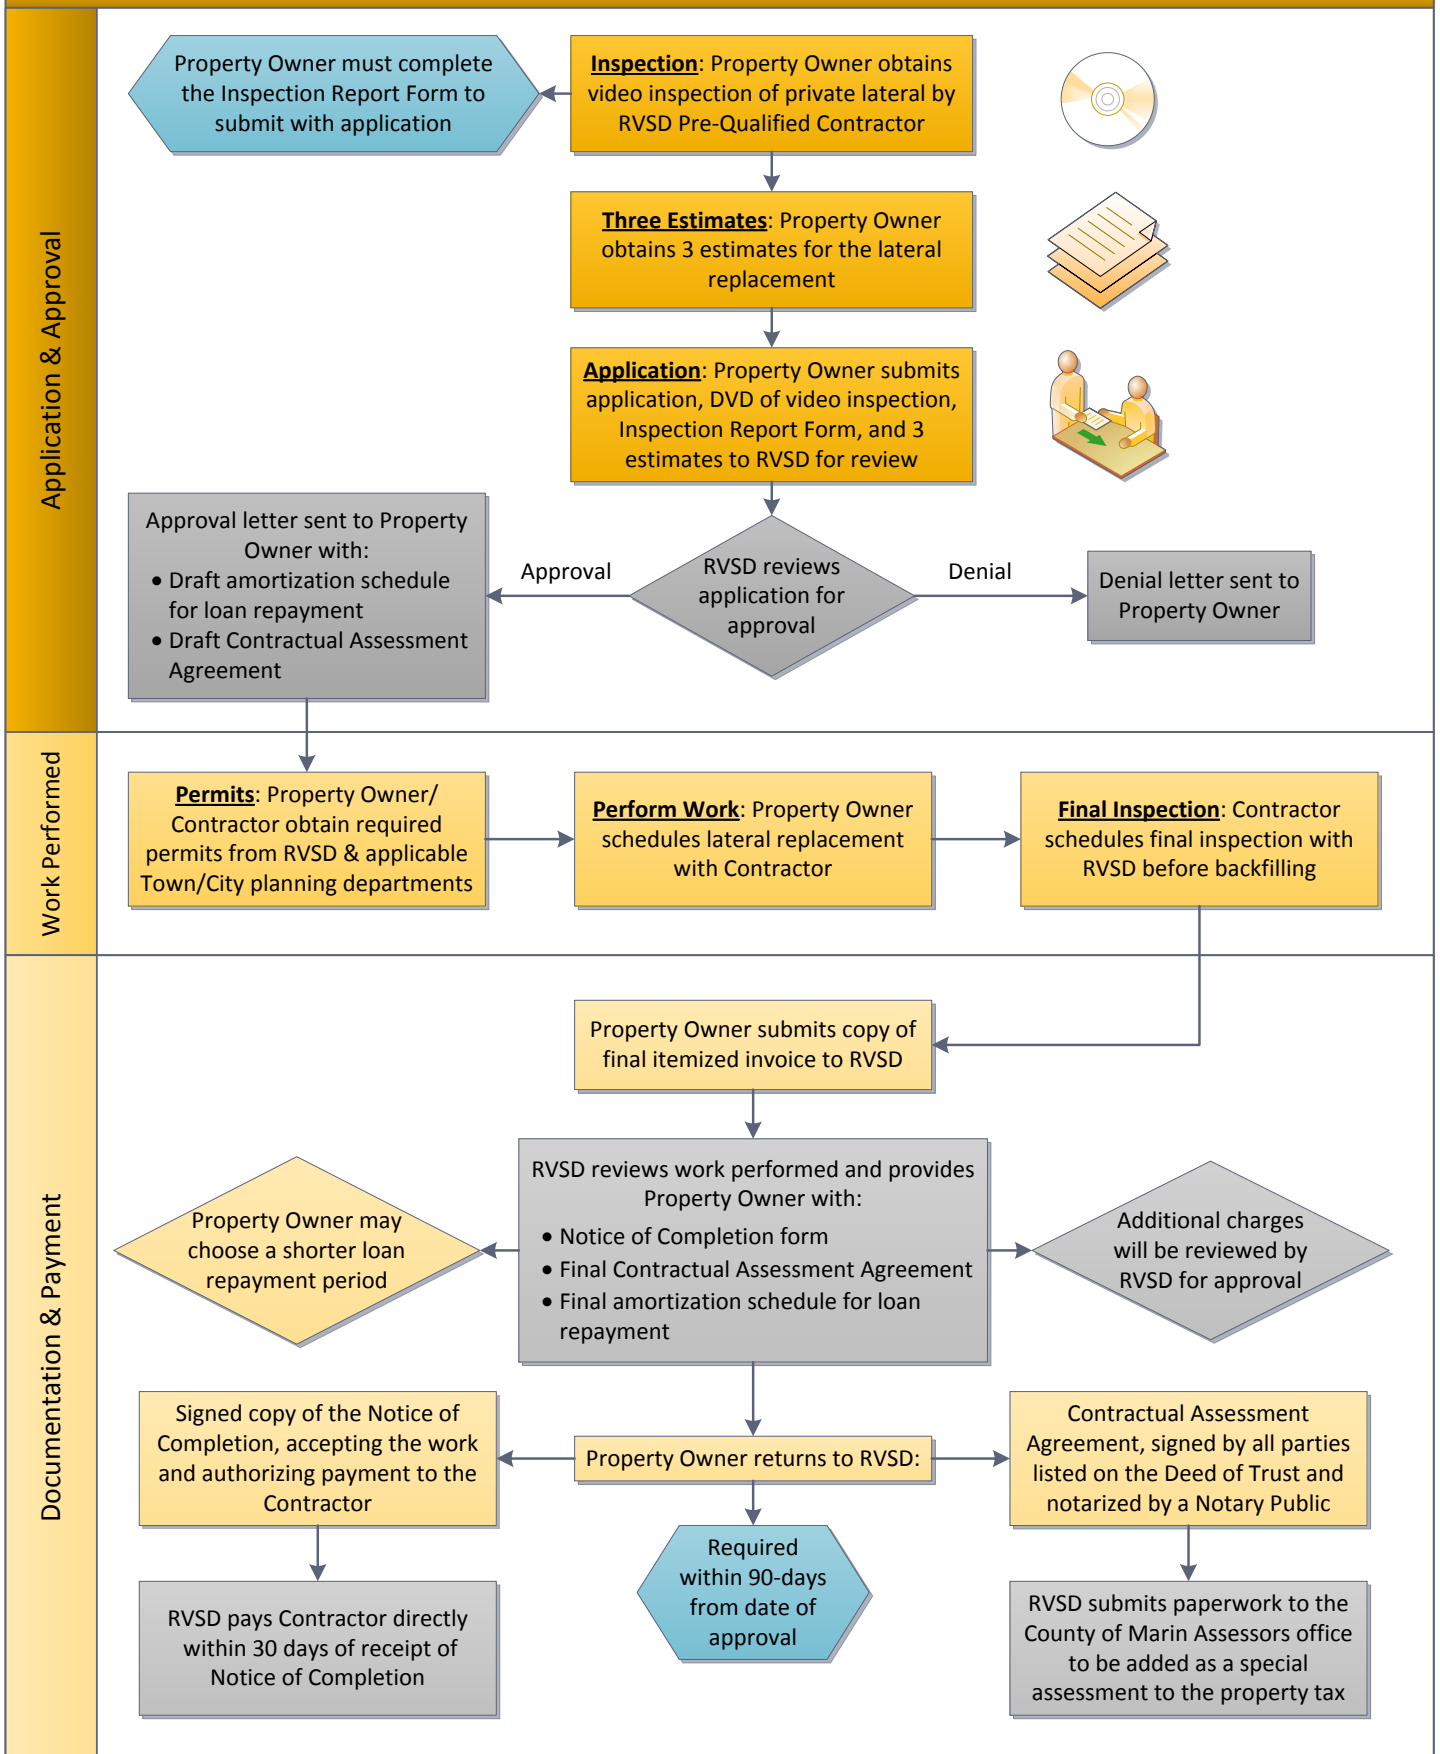 Application & Approval
Property Owner must complete
the Inspection Report Form to
submit with application
Inspection: Property Owner obtains
video inspection of private lateral by
RVSD Pre-Qualified Contractor
Three Estimates: Property Owner
obtains 3 estimates for the lateral
replacement
Application: Property Owner submits
application, DVD of video inspection,
Inspection Report Form, and 3
estimates to RVSD for review
RVSD reviews
application for
approval
Approval
Denial
Approval letter sent to Property
Owner with:
• Draft amortization schedule
for loan repayment
• Draft Contractual Assessment
Agreement
Denial letter sent to
Property Owner
Work Performed
Permits: Property Owner/
Contractor obtain required
permits from RVSD & applicable
Town/City planning departments
Perform Work: Property Owner
schedules lateral replacement
with Contractor
Final Inspection: Contractor
schedules final inspection with
RVSD before backfilling
Documentation & Payment
Property Owner submits copy of
final itemized invoice to RVSD
RVSD reviews work performed and provides
Property Owner with:
• Notice of Completion form
• Final Contractual Assessment Agreement
• Final amortization schedule for loan
repayment
Property Owner may
choose a shorter loan
repayment period
Additional charges
will be reviewed by
RVSD for approval
Property Owner returns to RVSD:
Signed copy of the Notice of
Completion, accepting the work
and authorizing payment to the
Contractor
Contractual Assessment
Agreement, signed by all parties
listed on the Deed of Trust and
notarized by a Notary Public
Required
within 90-days
from date of
approval
RVSD pays Contractor directly
within 30 days of receipt of
Notice of Completion
RVSD submits paperwork to the
County of Marin Assessors office
to be added as a special
assessment to the property tax